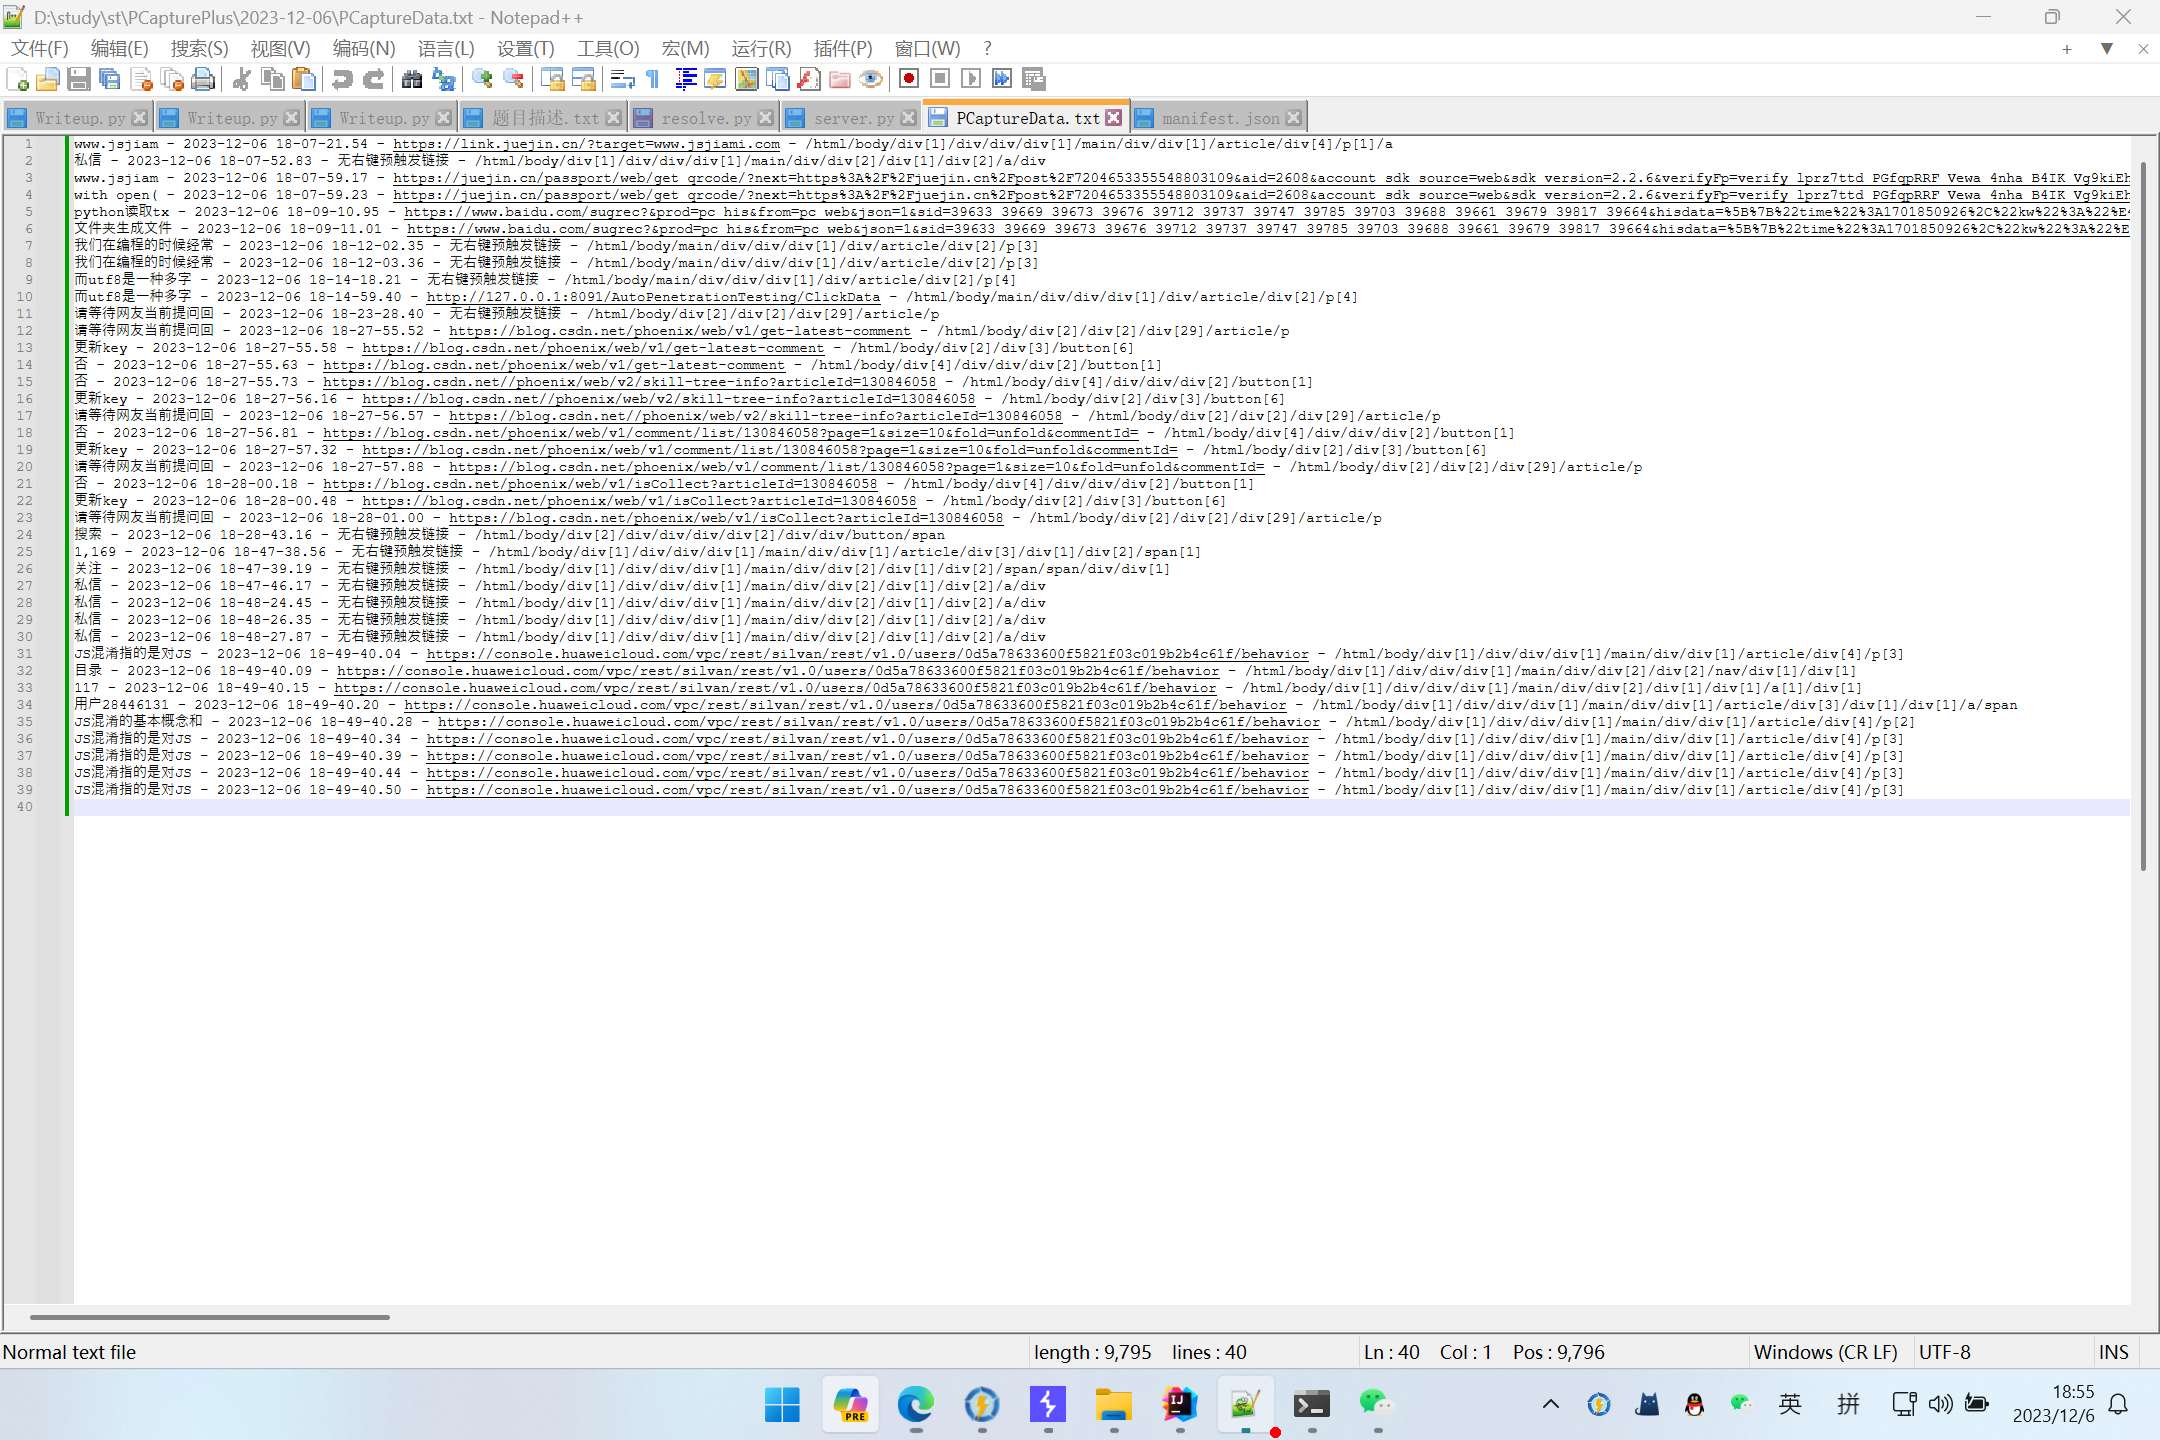 D:\study\st\PCapturePlus\2023-12-06\PCaptureData.txt - Notepad++
文件(F) 编辑(E) 搜索(S) 视图(V) 编码(N) 语言(L) 设置(T) 工具(O) 宏(M) 运行(R) 插件(P) 窗口(W) ?
Writeup.py Writeup.py Writeup.py 题目描述.txt resolve.py server.py PCaptureData.txt manifest.json
1 www.jsjiam - 2023-12-06 18-07-21.54 - https://link.juejin.cn/?target=www.jsjiami.com - /html/body/div[1]/div/div/div[1]/main/div/div[1]/article/div[4]/p[1]/a
2 私信 - 2023-12-06 18-07-52.83 - 无右键预触发链接 - /html/body/div[1]/div/div/div[1]/main/div/div[2]/div[1]/div[2]/a/div
3 www.jsjiam - 2023-12-06 18-07-59.17 - https://juejin.cn/passport/web/get_qrcode/?next=https%3A%2F%2Fjuejin.cn%2Fpost%2F7204653355548803109&aid=2608&account_sdk_source=web&sdk_version=2.2.6&verifyFp=verify_lprz7ttd_PGfqpRRF_Vewa_4nha_B4IK_Vg9kiEh
4 with open( - 2023-12-06 18-07-59.23 - https://juejin.cn/passport/web/get_qrcode/?next=https%3A%2F%2Fjuejin.cn%2Fpost%2F7204653355548803109&aid=2608&account_sdk_source=web&sdk_version=2.2.6&verifyFp=verify_lprz7ttd_PGfqpRRF_Vewa_4nha_B4IK_Vg9kiEh
5 python读取tx - 2023-12-06 18-09-10.95 - https://www.baidu.com/sugrec?&prod=pc_his&from=pc_web&json=1&sid=39633_39669_39673_39676_39712_39737_39747_39785_39703_39688_39661_39679_39817_39664&hisdata=%5B%7B%22time%22%3A1701850926%2C%22kw%22%3A%22%E
6 文件夹生成文件 - 2023-12-06 18-09-11.01 - https://www.baidu.com/sugrec?&prod=pc_his&from=pc_web&json=1&sid=39633_39669_39673_39676_39712_39737_39747_39785_39703_39688_39661_39679_39817_39664&hisdata=%5B%7B%22time%22%3A1701850926%2C%22kw%22%3A%22%E
7 我们在编程的时候经常 - 2023-12-06 18-12-02.35 - 无右键预触发链接 - /html/body/main/div/div/div[1]/div/article/div[2]/p[3]
8 我们在编程的时候经常 - 2023-12-06 18-12-03.36 - 无右键预触发链接 - /html/body/main/div/div/div[1]/div/article/div[2]/p[3]
9 而utf8是一种多字 - 2023-12-06 18-14-18.21 - 无右键预触发链接 - /html/body/main/div/div/div[1]/div/article/div[2]/p[4]
10 而utf8是一种多字 - 2023-12-06 18-14-59.40 - http://127.0.0.1:8091/AutoPenetrationTesting/ClickData - /html/body/main/div/div/div[1]/div/article/div[2]/p[4]
11 请等待网友当前提问回 - 2023-12-06 18-23-28.40 - 无右键预触发链接 - /html/body/div[2]/div[2]/div[29]/article/p
12 请等待网友当前提问回 - 2023-12-06 18-27-55.52 - https://blog.csdn.net/phoenix/web/v1/get-latest-comment - /html/body/div[2]/div[2]/div[29]/article/p
13 更新key - 2023-12-06 18-27-55.58 - https://blog.csdn.net/phoenix/web/v1/get-latest-comment - /html/body/div[2]/div[3]/button[6]
14 否 - 2023-12-06 18-27-55.63 - https://blog.csdn.net/phoenix/web/v1/get-latest-comment - /html/body/div[4]/div/div/div[2]/button[1]
15 否 - 2023-12-06 18-27-55.73 - https://blog.csdn.net//phoenix/web/v2/skill-tree-info?articleId=130846058 - /html/body/div[4]/div/div/div[2]/button[1]
16 更新key - 2023-12-06 18-27-56.16 - https://blog.csdn.net//phoenix/web/v2/skill-tree-info?articleId=130846058 - /html/body/div[2]/div[3]/button[6]
17 请等待网友当前提问回 - 2023-12-06 18-27-56.57 - https://blog.csdn.net//phoenix/web/v2/skill-tree-info?articleId=130846058 - /html/body/div[2]/div[2]/div[29]/article/p
18 否 - 2023-12-06 18-27-56.81 - https://blog.csdn.net/phoenix/web/v1/comment/list/130846058?page=1&size=10&fold=unfold&commentId= - /html/body/div[4]/div/div/div[2]/button[1]
19 更新key - 2023-12-06 18-27-57.32 - https://blog.csdn.net/phoenix/web/v1/comment/list/130846058?page=1&size=10&fold=unfold&commentId= - /html/body/div[2]/div[3]/button[6]
20 请等待网友当前提问回 - 2023-12-06 18-27-57.88 - https://blog.csdn.net/phoenix/web/v1/comment/list/130846058?page=1&size=10&fold=unfold&commentId= - /html/body/div[2]/div[2]/div[29]/article/p
21 否 - 2023-12-06 18-28-00.18 - https://blog.csdn.net/phoenix/web/v1/isCollect?articleId=130846058 - /html/body/div[4]/div/div/div[2]/button[1]
22 更新key - 2023-12-06 18-28-00.48 - https://blog.csdn.net/phoenix/web/v1/isCollect?articleId=130846058 - /html/body/div[2]/div[3]/button[6]
23 请等待网友当前提问回 - 2023-12-06 18-28-01.00 - https://blog.csdn.net/phoenix/web/v1/isCollect?articleId=130846058 - /html/body/div[2]/div[2]/div[29]/article/p
24 搜索 - 2023-12-06 18-28-43.16 - 无右键预触发链接 - /html/body/div[2]/div/div/div/div[2]/div/div/button/span
25 1,169 - 2023-12-06 18-47-38.56 - 无右键预触发链接 - /html/body/div[1]/div/div/div[1]/main/div/div[1]/article/div[3]/div[1]/div[2]/span[1]
26 关注 - 2023-12-06 18-47-39.19 - 无右键预触发链接 - /html/body/div[1]/div/div/div[1]/main/div/div[2]/div[1]/div[2]/span/span/div/div[1]
27 私信 - 2023-12-06 18-47-46.17 - 无右键预触发链接 - /html/body/div[1]/div/div/div[1]/main/div/div[2]/div[1]/div[2]/a/div
28 私信 - 2023-12-06 18-48-24.45 - 无右键预触发链接 - /html/body/div[1]/div/div/div[1]/main/div/div[2]/div[1]/div[2]/a/div
29 私信 - 2023-12-06 18-48-26.35 - 无右键预触发链接 - /html/body/div[1]/div/div/div[1]/main/div/div[2]/div[1]/div[2]/a/div
30 私信 - 2023-12-06 18-48-27.87 - 无右键预触发链接 - /html/body/div[1]/div/div/div[1]/main/div/div[2]/div[1]/div[2]/a/div
31 JS混淆指的是对JS - 2023-12-06 18-49-40.04 - https://console.huaweicloud.com/vpc/rest/silvan/rest/v1.0/users/0d5a78633600f5821f03c019b2b4c61f/behavior - /html/body/div[1]/div/div/div[1]/main/div/div[1]/article/div[4]/p[3]
32 目录 - 2023-12-06 18-49-40.09 - https://console.huaweicloud.com/vpc/rest/silvan/rest/v1.0/users/0d5a78633600f5821f03c019b2b4c61f/behavior - /html/body/div[1]/div/div/div[1]/main/div/div[2]/div[2]/nav/div[1]/div[1]
33 117 - 2023-12-06 18-49-40.15 - https://console.huaweicloud.com/vpc/rest/silvan/rest/v1.0/users/0d5a78633600f5821f03c019b2b4c61f/behavior - /html/body/div[1]/div/div/div[1]/main/div/div[2]/div[1]/div[1]/a[1]/div[1]
34 用户28446131 - 2023-12-06 18-49-40.20 - https://console.huaweicloud.com/vpc/rest/silvan/rest/v1.0/users/0d5a78633600f5821f03c019b2b4c61f/behavior - /html/body/div[1]/div/div/div[1]/main/div/div[1]/article/div[3]/div[1]/div[1]/a/span
35 JS混淆的基本概念和 - 2023-12-06 18-49-40.28 - https://console.huaweicloud.com/vpc/rest/silvan/rest/v1.0/users/0d5a78633600f5821f03c019b2b4c61f/behavior - /html/body/div[1]/div/div/div[1]/main/div/div[1]/article/div[4]/p[2]
36 JS混淆指的是对JS - 2023-12-06 18-49-40.34 - https://console.huaweicloud.com/vpc/rest/silvan/rest/v1.0/users/0d5a78633600f5821f03c019b2b4c61f/behavior - /html/body/div[1]/div/div/div[1]/main/div/div[1]/article/div[4]/p[3]
37 JS混淆指的是对JS - 2023-12-06 18-49-40.39 - https://console.huaweicloud.com/vpc/rest/silvan/rest/v1.0/users/0d5a78633600f5821f03c019b2b4c61f/behavior - /html/body/div[1]/div/div/div[1]/main/div/div[1]/article/div[4]/p[3]
38 JS混淆指的是对JS - 2023-12-06 18-49-40.44 - https://console.huaweicloud.com/vpc/rest/silvan/rest/v1.0/users/0d5a78633600f5821f03c019b2b4c61f/behavior - /html/body/div[1]/div/div/div[1]/main/div/div[1]/article/div[4]/p[3]
39 JS混淆指的是对JS - 2023-12-06 18-49-40.50 - https://console.huaweicloud.com/vpc/rest/silvan/rest/v1.0/users/0d5a78633600f5821f03c019b2b4c61f/behavior - /html/body/div[1]/div/div/div[1]/main/div/div[1]/article/div[4]/p[3]
40
Normal text file length : 9,795 lines : 40 Ln : 40 Col : 1 Pos : 9,796 Windows (CR LF) UTF-8 INS
PRE 英 拼 18:55
2023/12/6